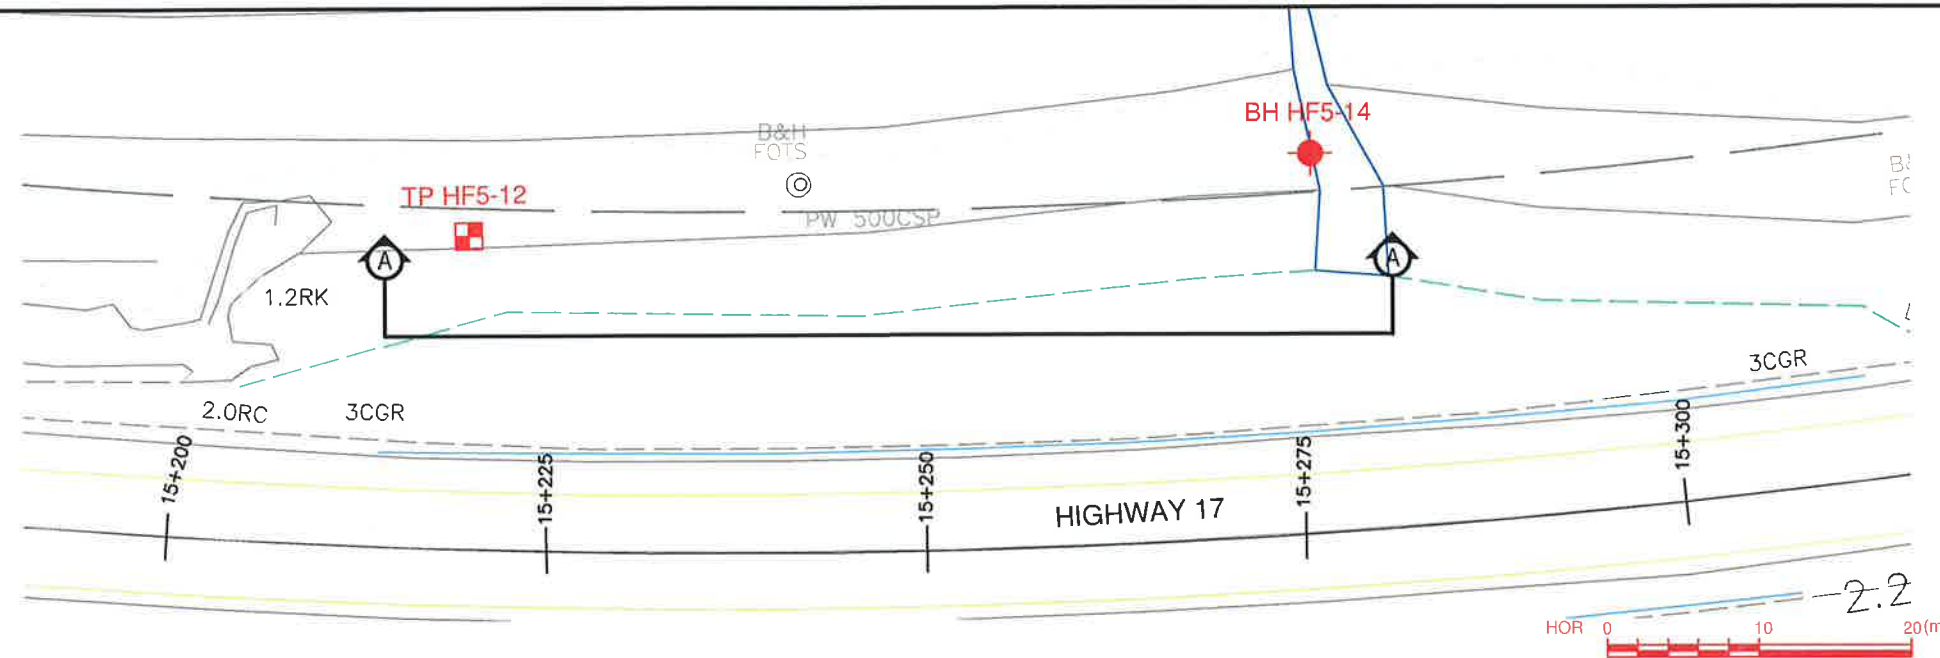 BH HF5-14
B&H
FOTS
TP HF5-12
PW 500CSP
A
A
1.2RK
2.0RC
3CGR
3CGR
15+200
15+225
15+250
15+275
15+300
HIGHWAY 17
2.2
HOR 0 10 20(m